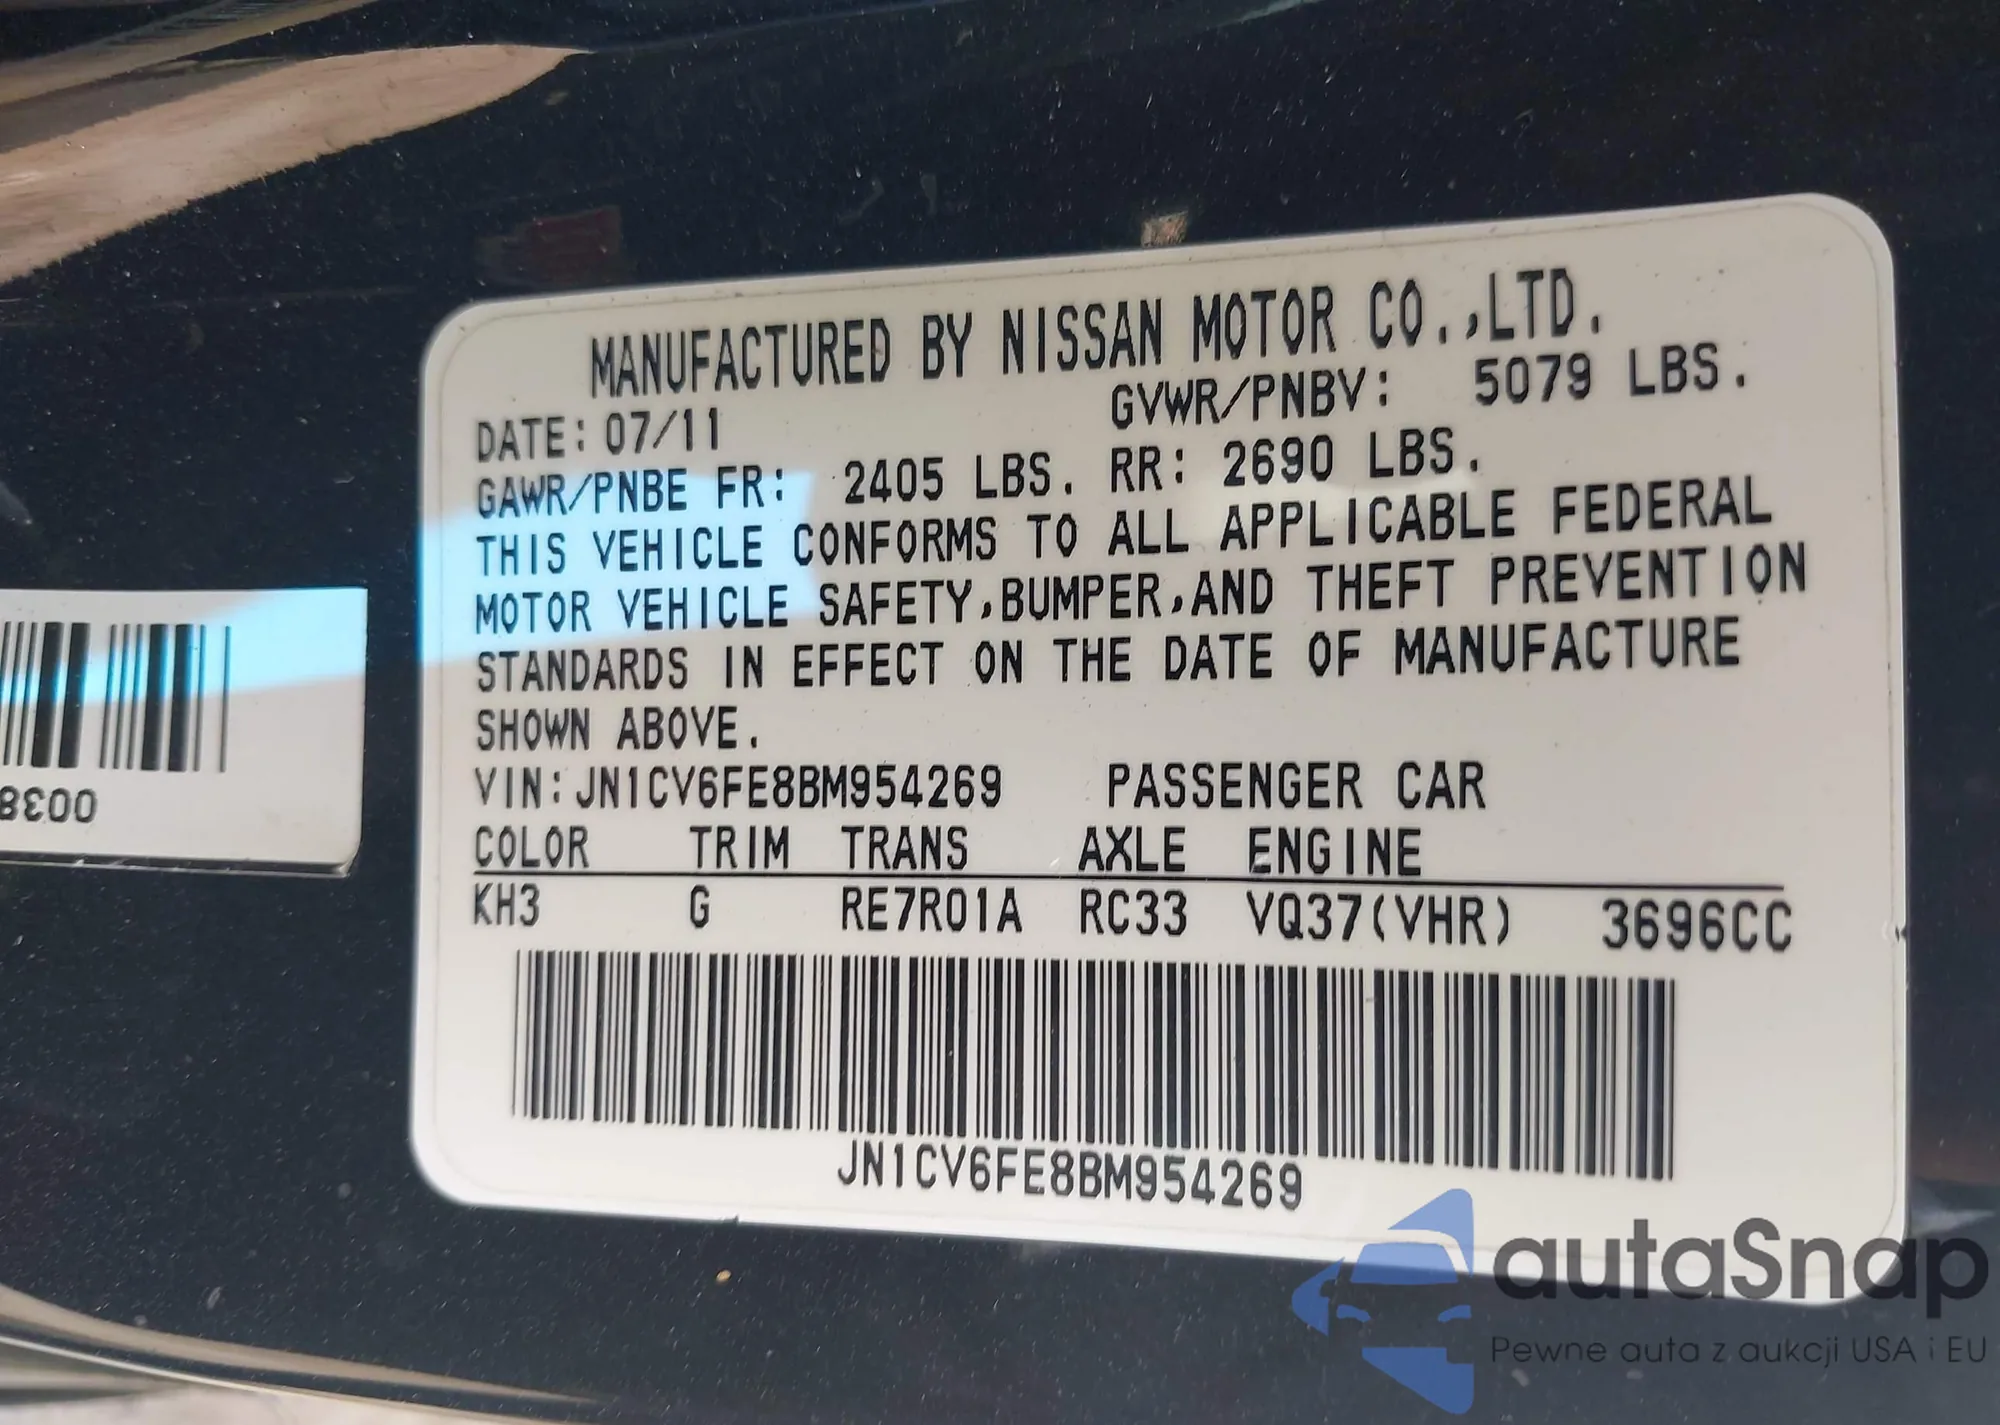 MANUFACTURED BY NISSAN MOTOR CO.,LTD.
DATE: 07/11 GVWR/PNBV: 5079 LBS.
GAWR/PNBE FR: 2405 LBS. RR: 2690 LBS.
THIS VEHICLE CONFORMS TO ALL APPLICABLE FEDERAL
MOTOR VEHICLE SAFETY,BUMPER,AND THEFT PREVENTION
STANDARDS IN EFFECT ON THE DATE OF MANUFACTURE
SHOWN ABOVE.
VIN:JN1CV6FE8BM954269 PASSENGER CAR
COLOR TRIM TRANS AXLE ENGINE
KH3 G RE7R01A RC33 VQ37(VHR) 3696CC
JN1CV6FE8BM954269
autaSnap
Pewne auta z aukcji USA i EU